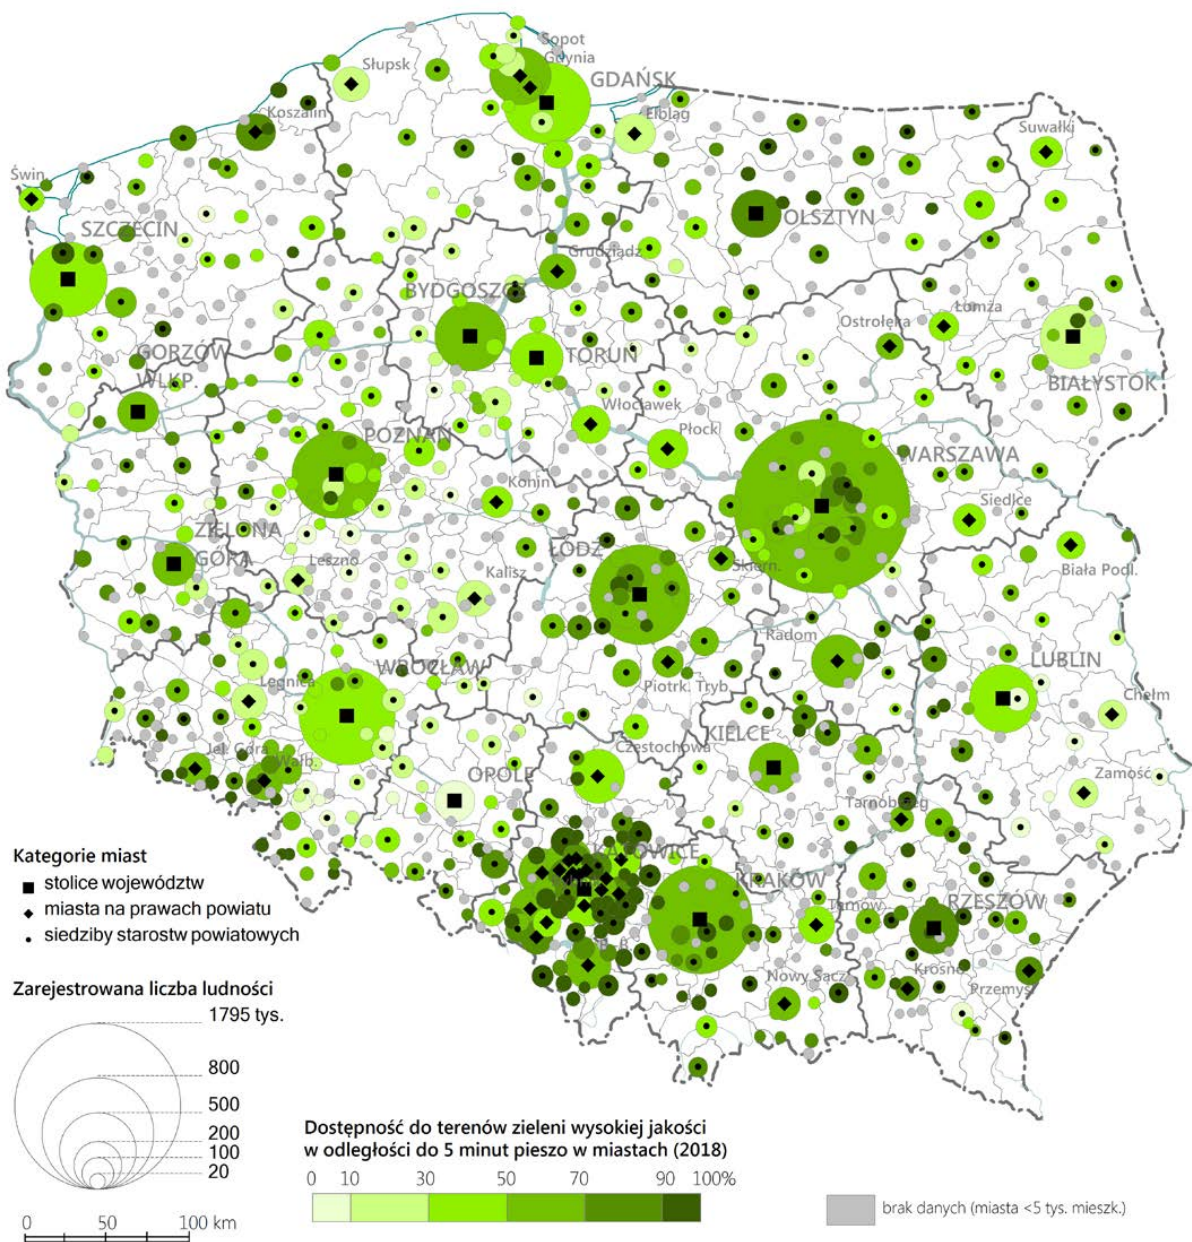 Sopot
Gdynia
Słupsk
GDAŃSK
Koszalin
Elbląg
Suwałki
Świn.
SZCZECIN
OLSZTYN
Grudziądz
BYDGOSZCZ
Ostrołęka
Łomża
GORZÓW
WLKP.
TORUŃ
BIAŁYSTOK
Włocławek
POZNAŃ
Płock
WARSZAWA
Konin
Siedlce
ZIELONA
GÓRA
Leszno
ŁÓDŹ
Kalisz
Skiern.
Biała Podl.
Radom
WROCŁAW
LUBLIN
Legnica
Piotrk. Tryb.
Chełm
Jel. Góra
Wałb.
Częstochowa
KIELCE
OPOLE
Zamość
Tarnobrzeg
KATOWICE
KRAKÓW
RZESZÓW
Tarnów
B.-B.
Nowy Sącz
Krosno
Przemyśl
Kategorie miast
stolice województw
miasta na prawach powiatu
siedziby starostw powiatowych
Zarejestrowana liczba ludności
1795 tys.
800
500
200
100
20
0 50 100 km
Dostępność do terenów zieleni wysokiej jakości
w odległości do 5 minut pieszo w miastach (2018)
0 10 30 50 70 90 100%
brak danych (miasta <5 tys. mieszk.)